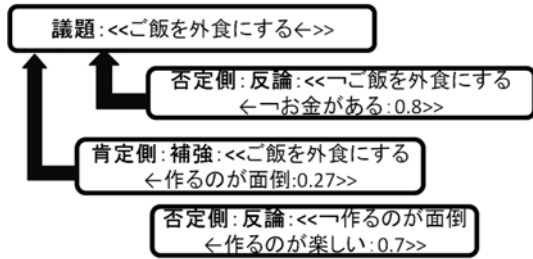 議題:<<ご飯を外食にする←>>
否定側:反論:<<￢ご飯を外食にする
←￢お金がある:0.8>>
肯定側:補強:<<ご飯を外食にする
←作るのが面倒:0.27>>
否定側:反論:<<￢作るのが面倒
←作るのが楽しい:0.7>>